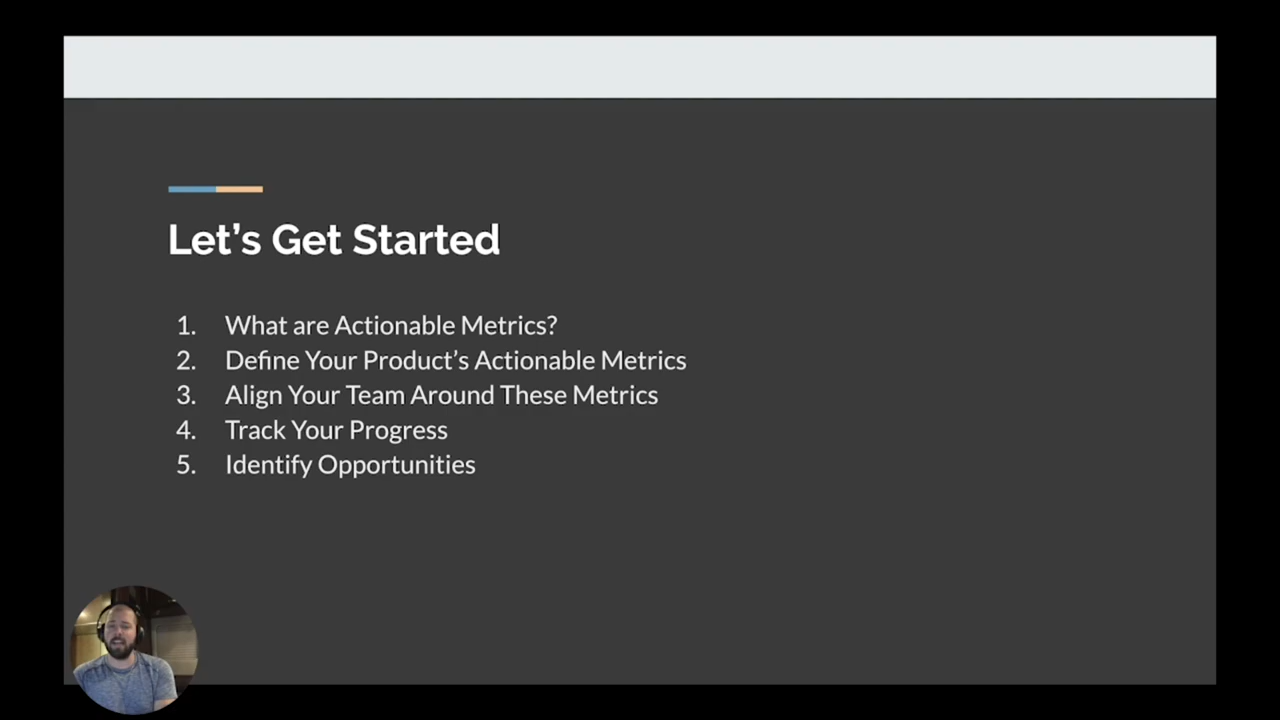 Let’s Get Started
1. What are Actionable Metrics?
2. Define Your Product’s Actionable Metrics
3. Align Your Team Around These Metrics
4. Track Your Progress
5. Identify Opportunities